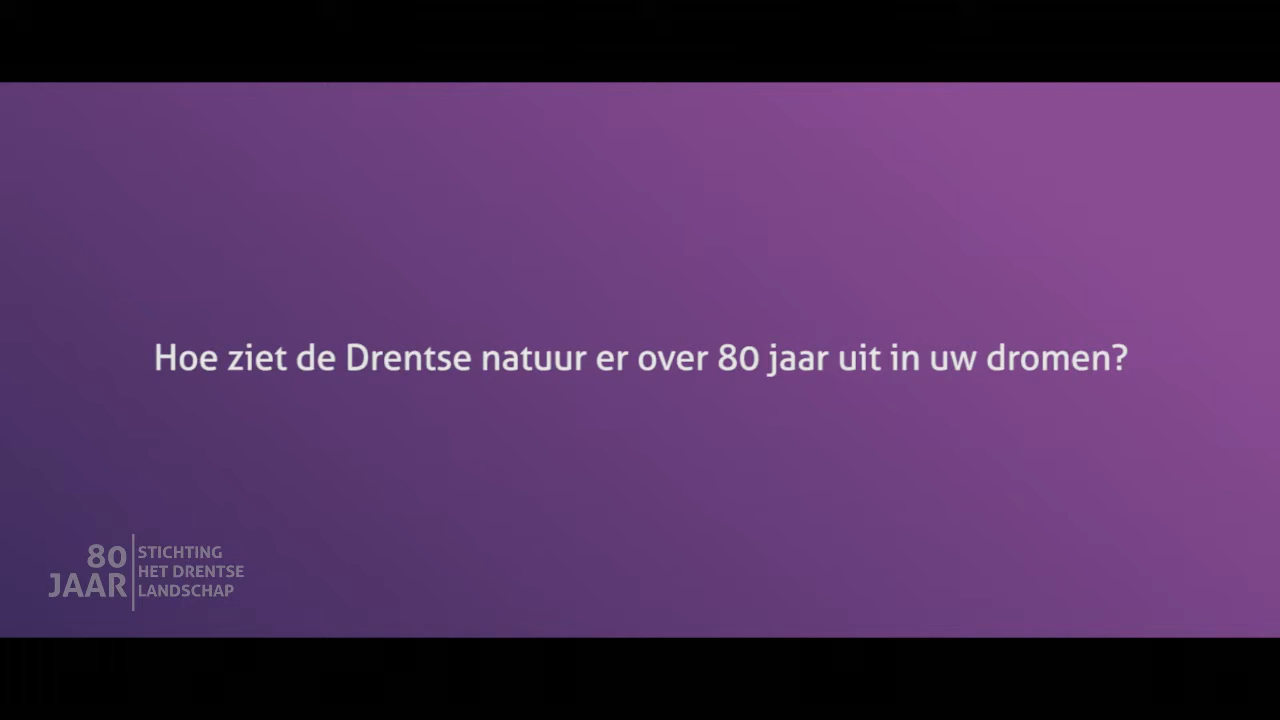 Hoe ziet de Drentse natuur er over 80 jaar uit in uw dromen?
80 JAAR
STICHTING
HET DRENTSE
LANDSCHAP